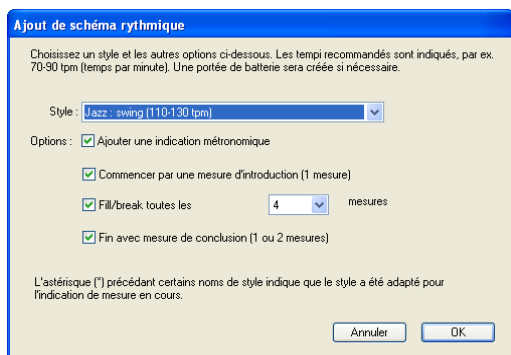 Ajout de schéma rythmique
Choisissez un style et les autres options ci-dessous. Les tempi recommandés sont indiqués, par ex.
70-90 tpm (temps par minute). Une portée de batterie sera créée si nécessaire.
Style : Jazz : swing (110-130 tpm)
Options : Ajouter une indication métronomique
Commencer par une mesure d'introduction (1 mesure)
Fill/break toutes les 4 mesures
Fin avec mesure de conclusion (1 ou 2 mesures)
L'astérisque (*) précédant certains noms de style indique que le style a été adapté pour
l'indication de mesure en cours.
Annuler OK